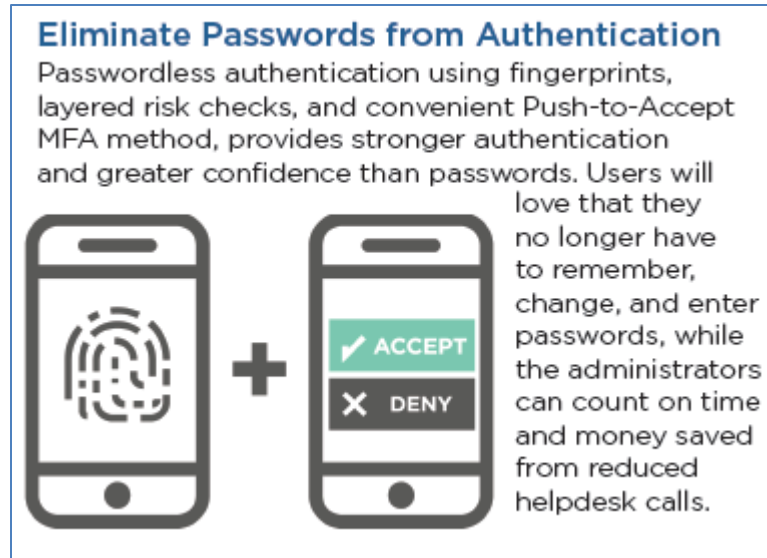 Eliminate Passwords from Authentication
Passwordless authentication using fingerprints,
layered risk checks, and convenient Push-to-Accept
MFA method, provides stronger authentication
and greater confidence than passwords. Users will
love that they
no longer have
to remember,
change, and enter
passwords, while
the administrators
can count on time
and money saved
from reduced
helpdesk calls.
ACCEPT
DENY